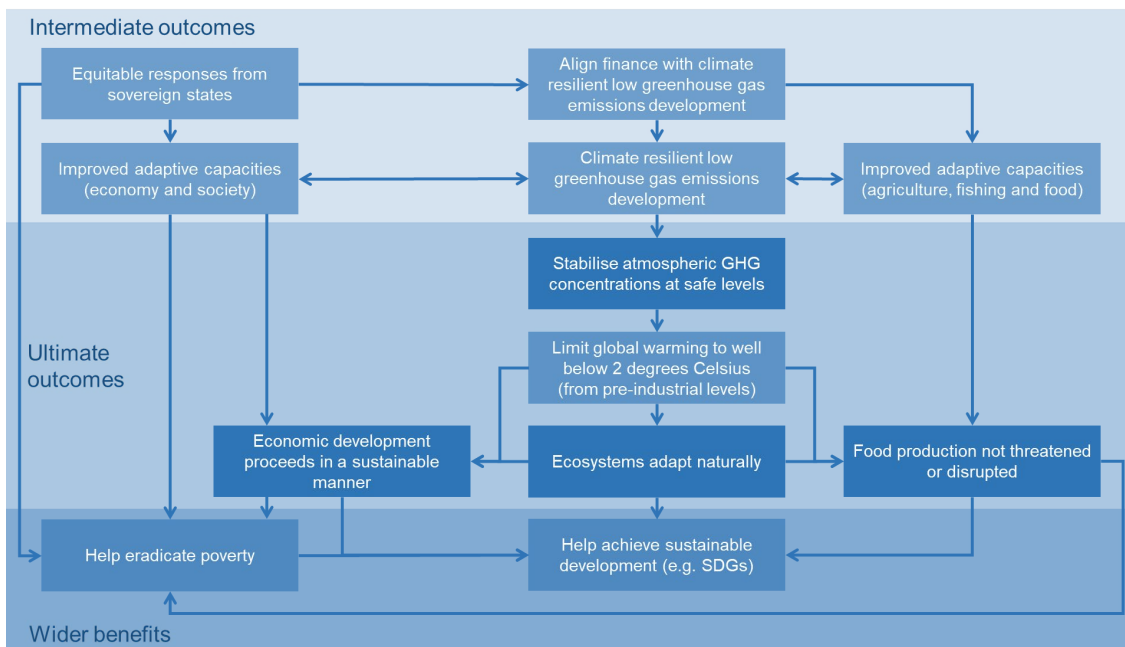 Intermediate outcomes
Equitable responses from
sovereign states
Align finance with climate
resilient low greenhouse gas
emissions development
Improved adaptive capacities
(economy and society)
Climate resilient low
greenhouse gas emissions
development
Improved adaptive capacities
(agriculture, fishing and food)
Stabilise atmospheric GHG
concentrations at safe levels
Ultimate
outcomes
Limit global warming to well
below 2 degrees Celsius
(from pre-industrial levels)
Economic development
proceeds in a sustainable
manner
Ecosystems adapt naturally
Food production not threatened
or disrupted
Help eradicate poverty
Help achieve sustainable
development (e.g. SDGs)
Wider benefits